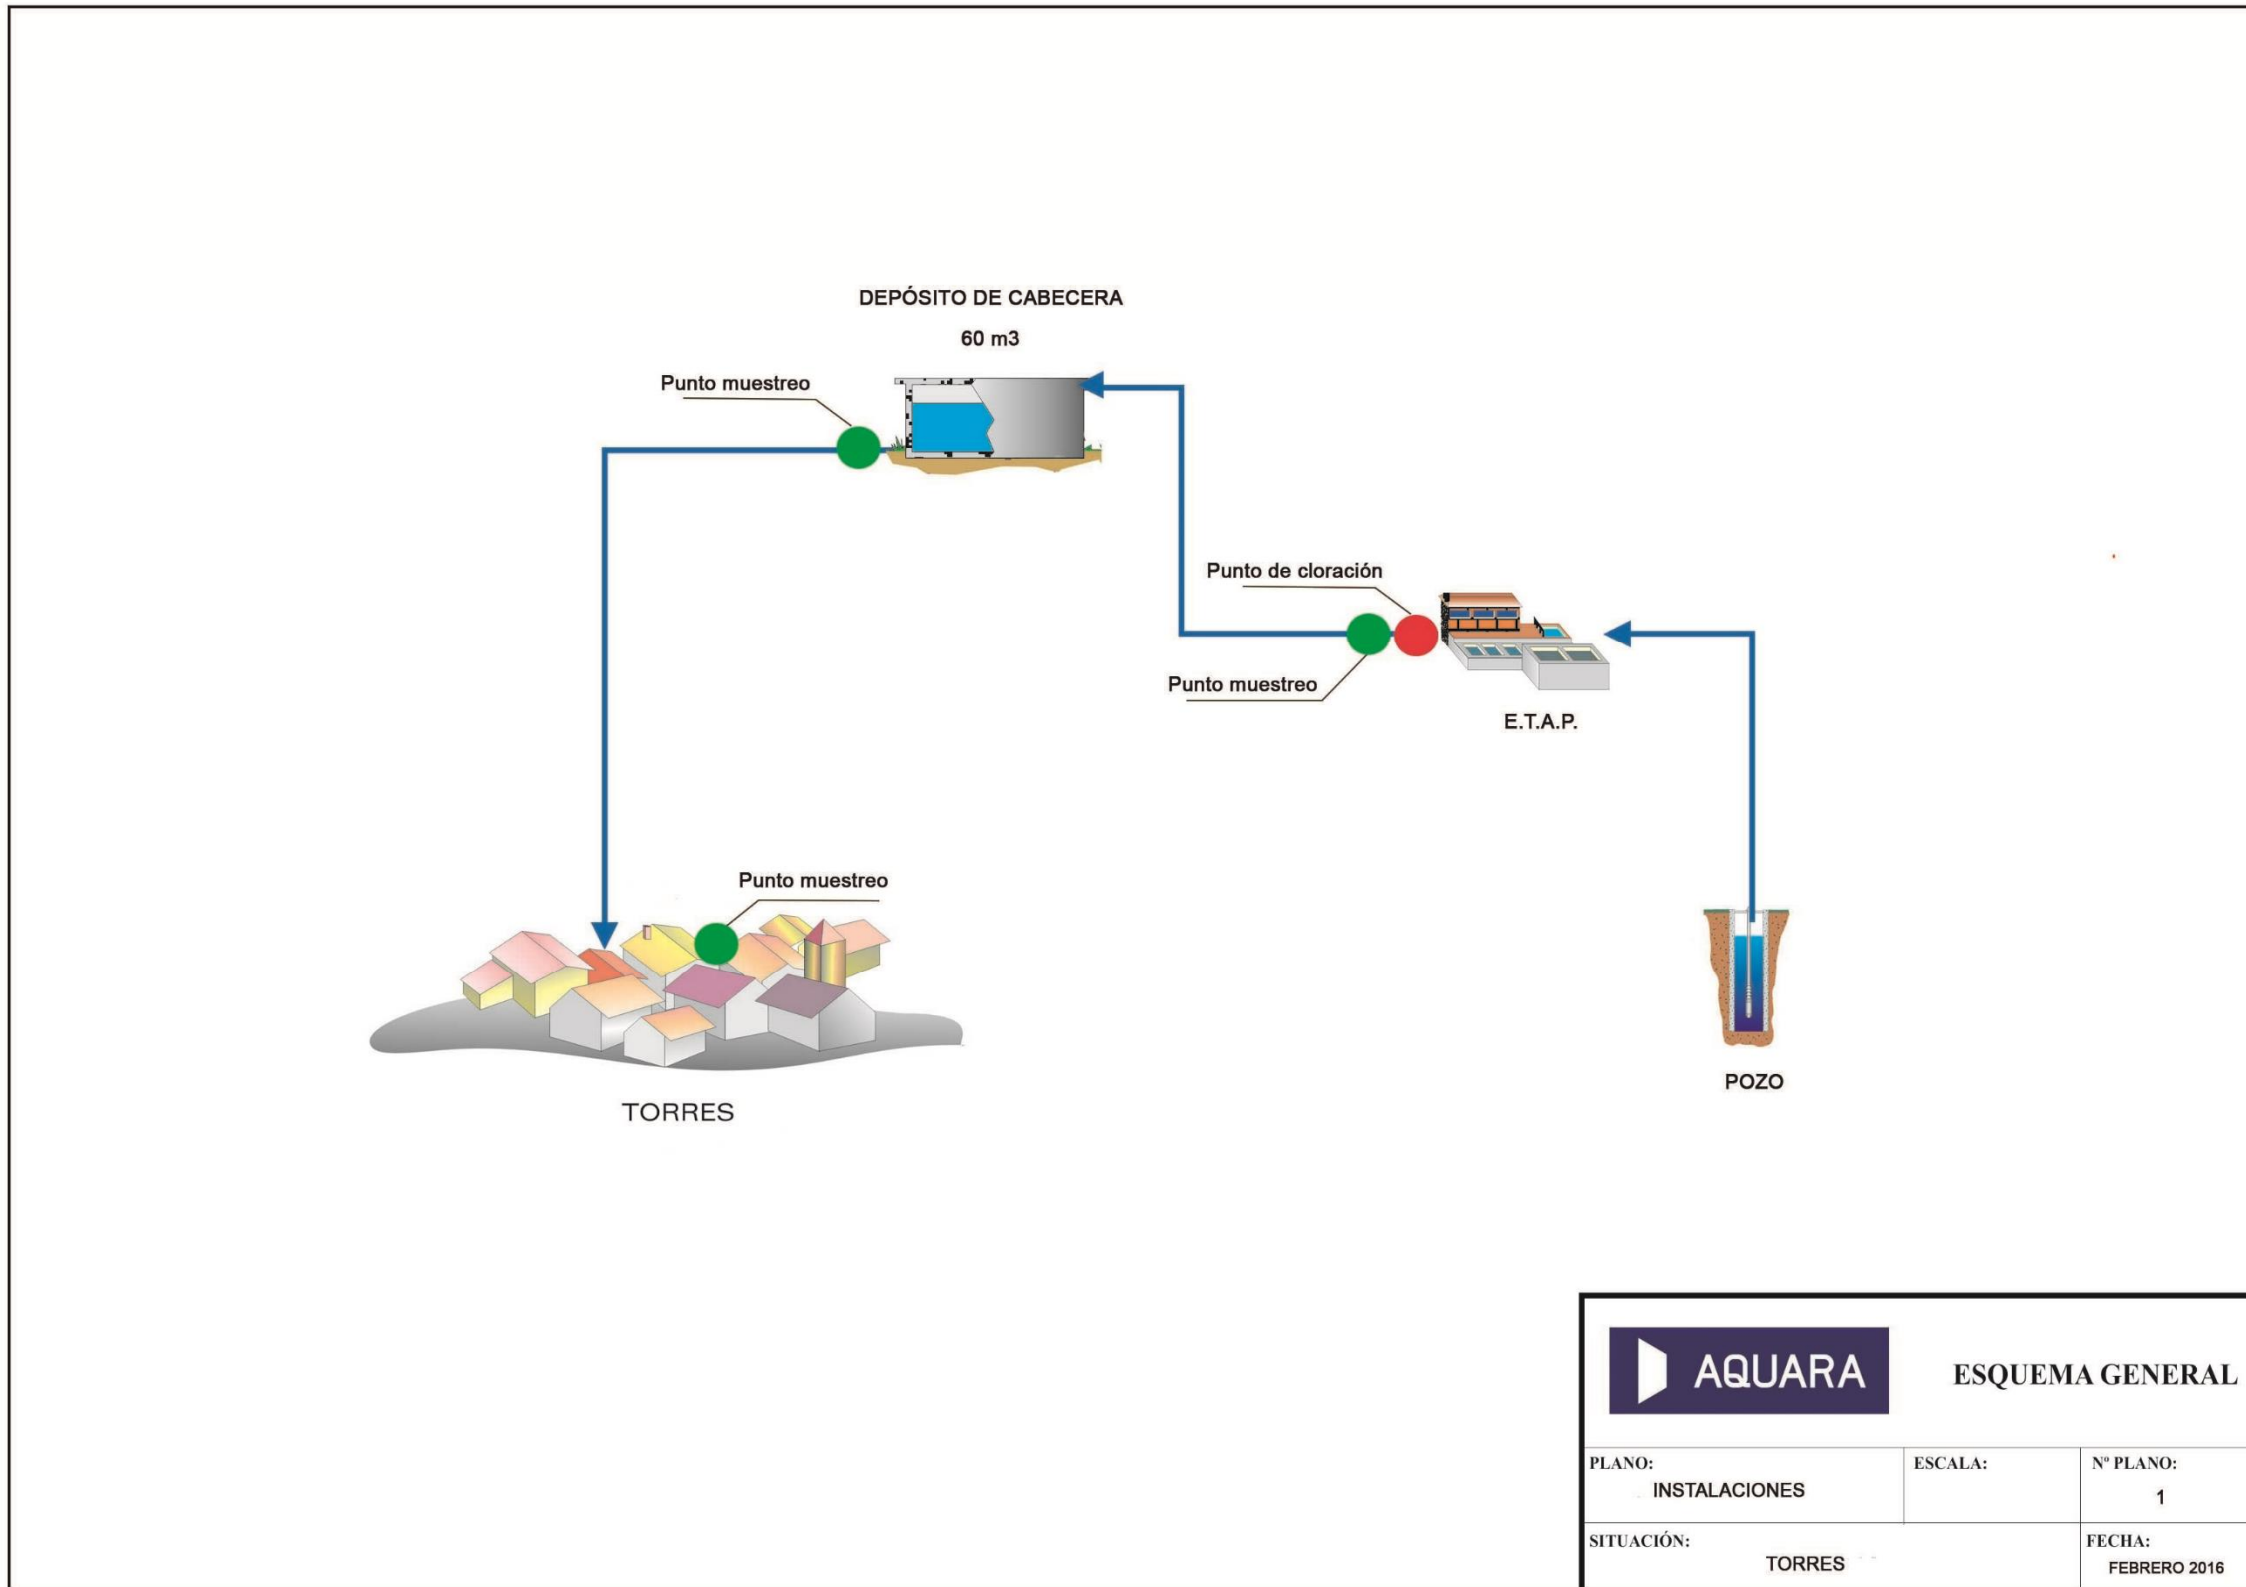 DEPÓSITO DE CABECERA
60 m3
Punto muestreo
Punto de cloración
Punto muestreo
E.T.A.P.
Punto muestreo
TORRES
POZO
AQUARA
ESQUEMA GENERAL
PLANO:
INSTALACIONES
ESCALA:
Nº PLANO:
1
SITUACIÓN:
TORRES
FECHA:
FEBRERO 2016